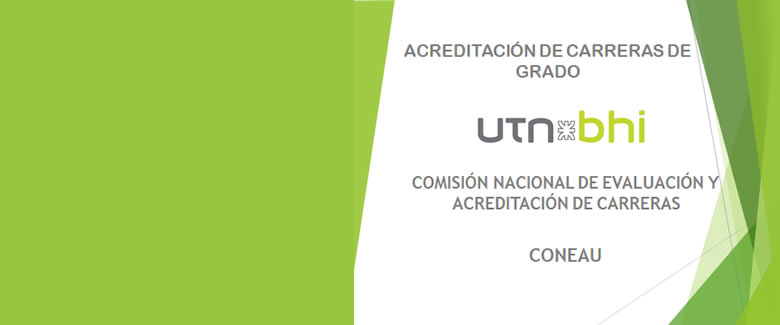 ACREDITACIÓN DE CARRERAS DE
GRADO
utn bhi
COMISIÓN NACIONAL DE EVALUACIÓN Y
ACREDITACIÓN DE CARRERAS
CONEAU